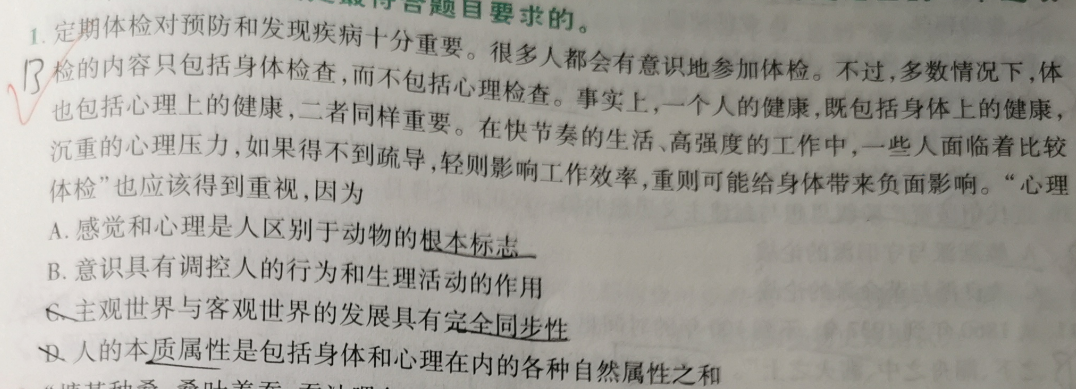 最符合题目要求的。
1. 定期体检对预防和发现疾病十分重要。很多人都会有意识地参加体检。不过,多数情况下,体
B 检的内容只包括身体检查,而不包括心理检查。事实上,一个人的健康,既包括身体上的健康,
也包括心理上的健康,二者同样重要。在快节奏的生活、高强度的工作中,一些人面临着比较
沉重的心理压力,如果得不到疏导,轻则影响工作效率,重则可能给身体带来负面影响。“心理
体检”也应该得到重视,因为
A. 感觉和心理是人区别于动物的根本标志
B. 意识具有调控人的行为和生理活动的作用
C. 主观世界与客观世界的发展具有完全同步性
D. 人的本质属性是包括身体和心理在内的各种自然属性之和